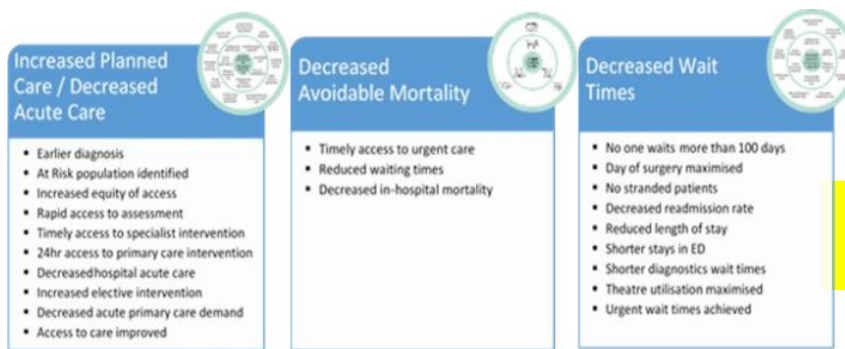 Increased Planned
Care / Decreased
Acute Care
▪ Earlier diagnosis
▪ At Risk population identified
▪ Increased equity of access
▪ Rapid access to assessment
▪ Timely access to specialist intervention
▪ 24hr access to primary care intervention
▪ Decreased hospital acute care
▪ Increased elective intervention
▪ Decreased acute primary care demand
▪ Access to care improved
Decreased
Avoidable Mortality
▪ Timely access to urgent care
▪ Reduced waiting times
▪ Decreased in-hospital mortality
Decreased Wait
Times
▪ No one waits more than 100 days
▪ Day of surgery maximised
▪ No stranded patients
▪ Decreased readmission rate
▪ Reduced length of stay
▪ Shorter stays in ED
▪ Shorter diagnostics wait times
▪ Theatre utilisation maximised
▪ Urgent wait times achieved